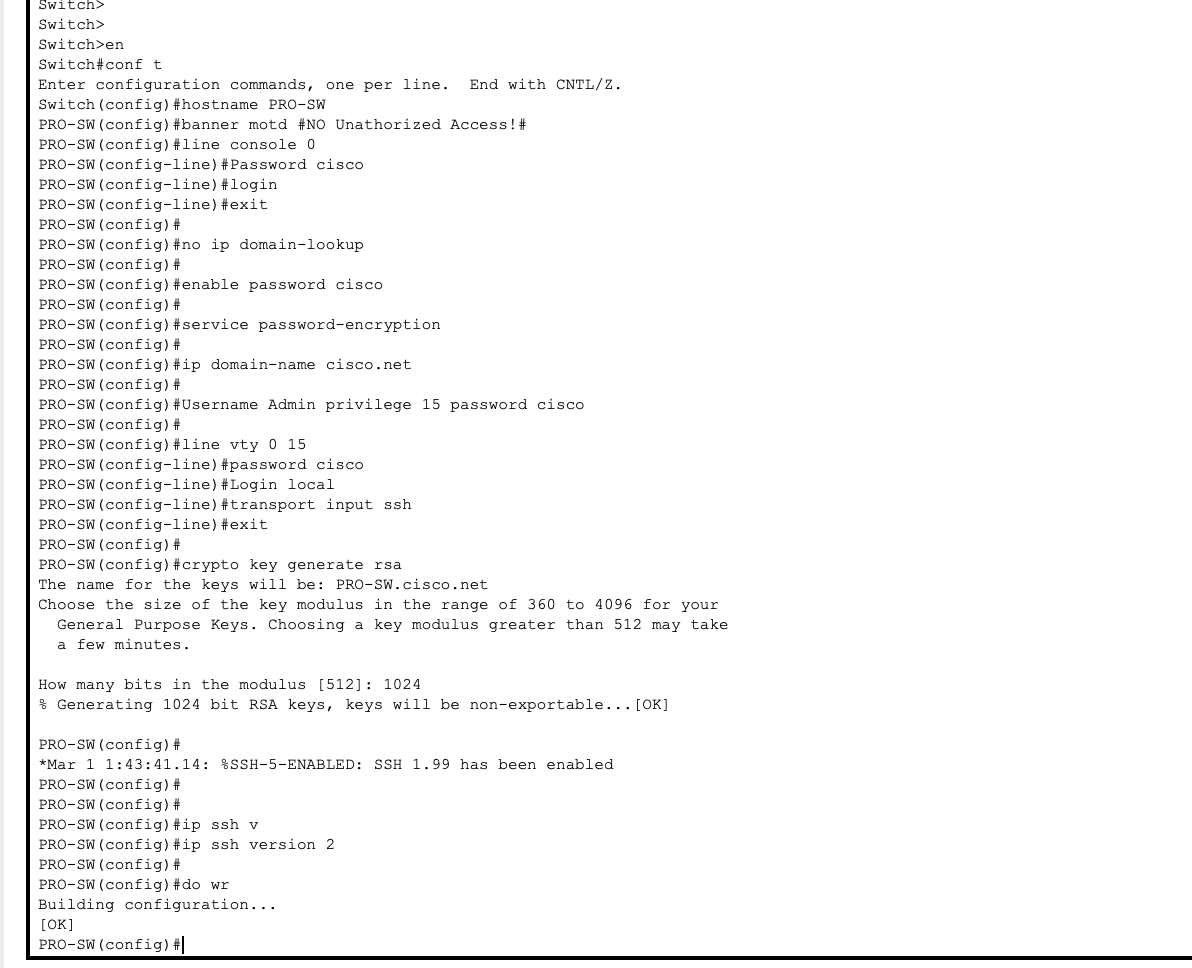 Switch>
Switch>
Switch>en
Switch#conf t
Enter configuration commands, one per line.  End with CNTL/Z.
Switch(config)#hostname PRO-SW
PRO-SW(config)#banner motd #NO Unathorized Access!#
PRO-SW(config)#line console 0
PRO-SW(config-line)#Password cisco
PRO-SW(config-line)#login
PRO-SW(config-line)#exit
PRO-SW(config)#
PRO-SW(config)#no ip domain-lookup
PRO-SW(config)#
PRO-SW(config)#enable password cisco
PRO-SW(config)#
PRO-SW(config)#service password-encryption
PRO-SW(config)#
PRO-SW(config)#ip domain-name cisco.net
PRO-SW(config)#
PRO-SW(config)#Username Admin privilege 15 password cisco
PRO-SW(config)#
PRO-SW(config)#line vty 0 15
PRO-SW(config-line)#password cisco
PRO-SW(config-line)#Login local
PRO-SW(config-line)#transport input ssh
PRO-SW(config-line)#exit
PRO-SW(config)#
PRO-SW(config)#crypto key generate rsa
The name for the keys will be: PRO-SW.cisco.net
Choose the size of the key modulus in the range of 360 to 4096 for your
  General Purpose Keys. Choosing a key modulus greater than 512 may take
  a few minutes.
How many bits in the modulus [512]: 1024
% Generating 1024 bit RSA keys, keys will be non-exportable...[OK]
PRO-SW(config)#
*Mar 1 1:43:41.14: %SSH-5-ENABLED: SSH 1.99 has been enabled
PRO-SW(config)#
PRO-SW(config)#
PRO-SW(config)#ip ssh v
PRO-SW(config)#ip ssh version 2
PRO-SW(config)#
PRO-SW(config)#do wr
Building configuration...
[OK]
PRO-SW(config)#